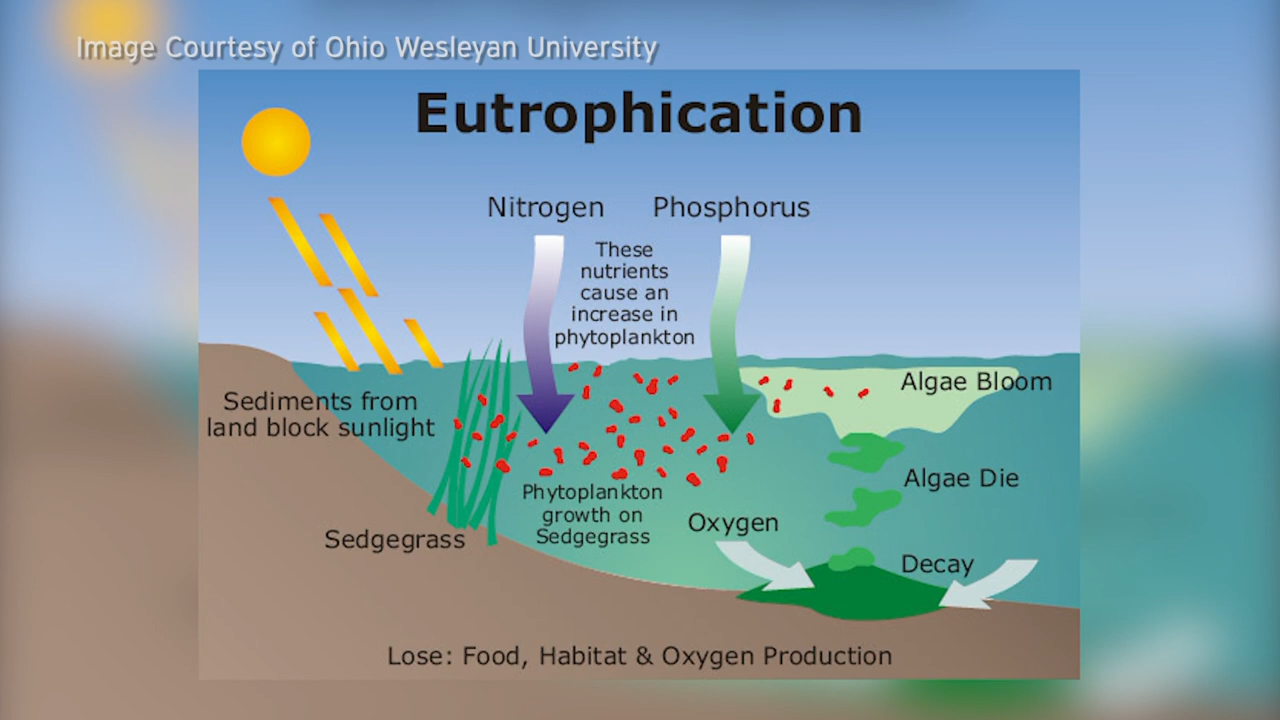 Image Courtesy of Ohio Wesleyan University
Eutrophication
Nitrogen
Phosphorus
These
nutrients
cause an
increase in
phytoplankton
Sediments from
land block sunlight
Algae Bloom
Algae Die
Phytoplankton
growth on
Sedgegrass
Oxygen
Sedgegrass
Decay
Lose: Food, Habitat & Oxygen Production